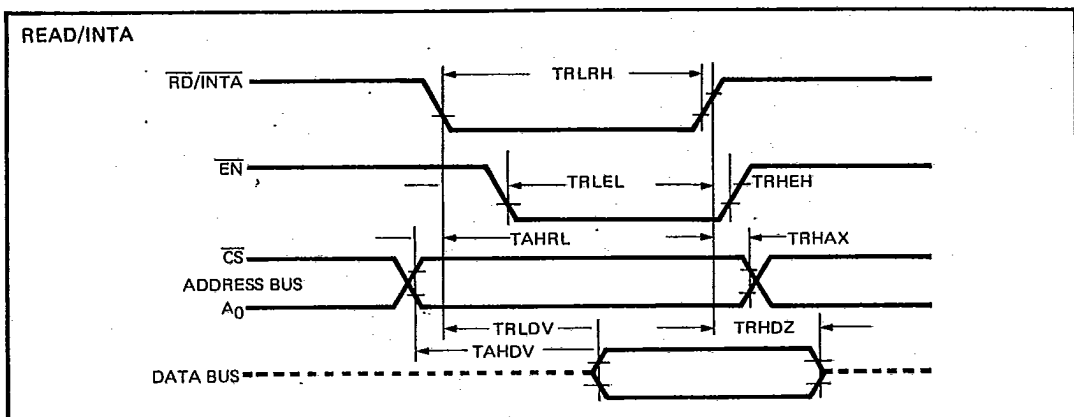 READ/INTA
RD/INTA
TRLRH
EN
TRLEL
TRHEH
TAHRL
TRHAX
CS
ADDRESS BUS
A0
TRLDV
TRHDZ
TAHDV
DATA BUS